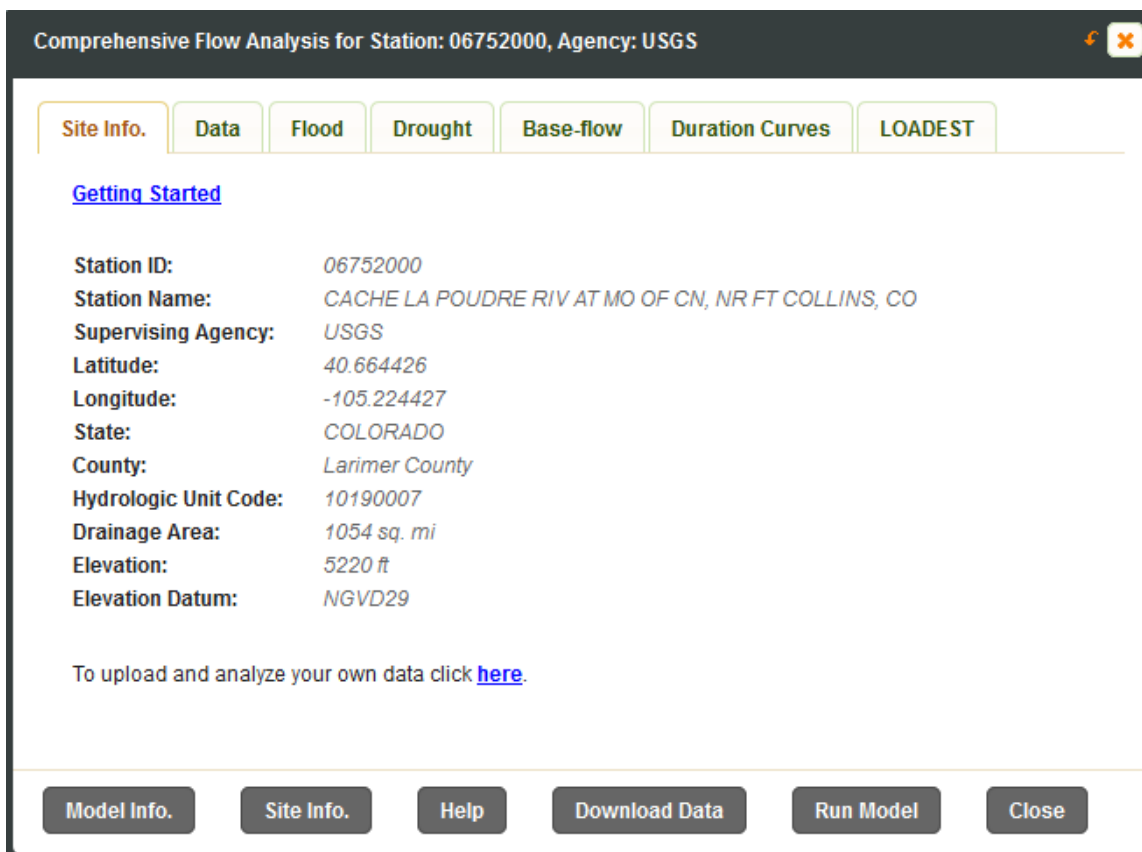 Comprehensive Flow Analysis for Station: 06752000, Agency: USGS
Site Info. Data Flood Drought Base-flow Duration Curves LOADEST
Getting Started
Station ID: 06752000
Station Name: CACHE LA POUDRE RIV AT MO OF CN, NR FT COLLINS, CO
Supervising Agency: USGS
Latitude: 40.664426
Longitude: -105.224427
State: COLORADO
County: Larimer County
Hydrologic Unit Code: 10190007
Drainage Area: 1054 sq. mi
Elevation: 5220 ft
Elevation Datum: NGVD29
To upload and analyze your own data click here.
Model Info. Site Info. Help Download Data Run Model Close